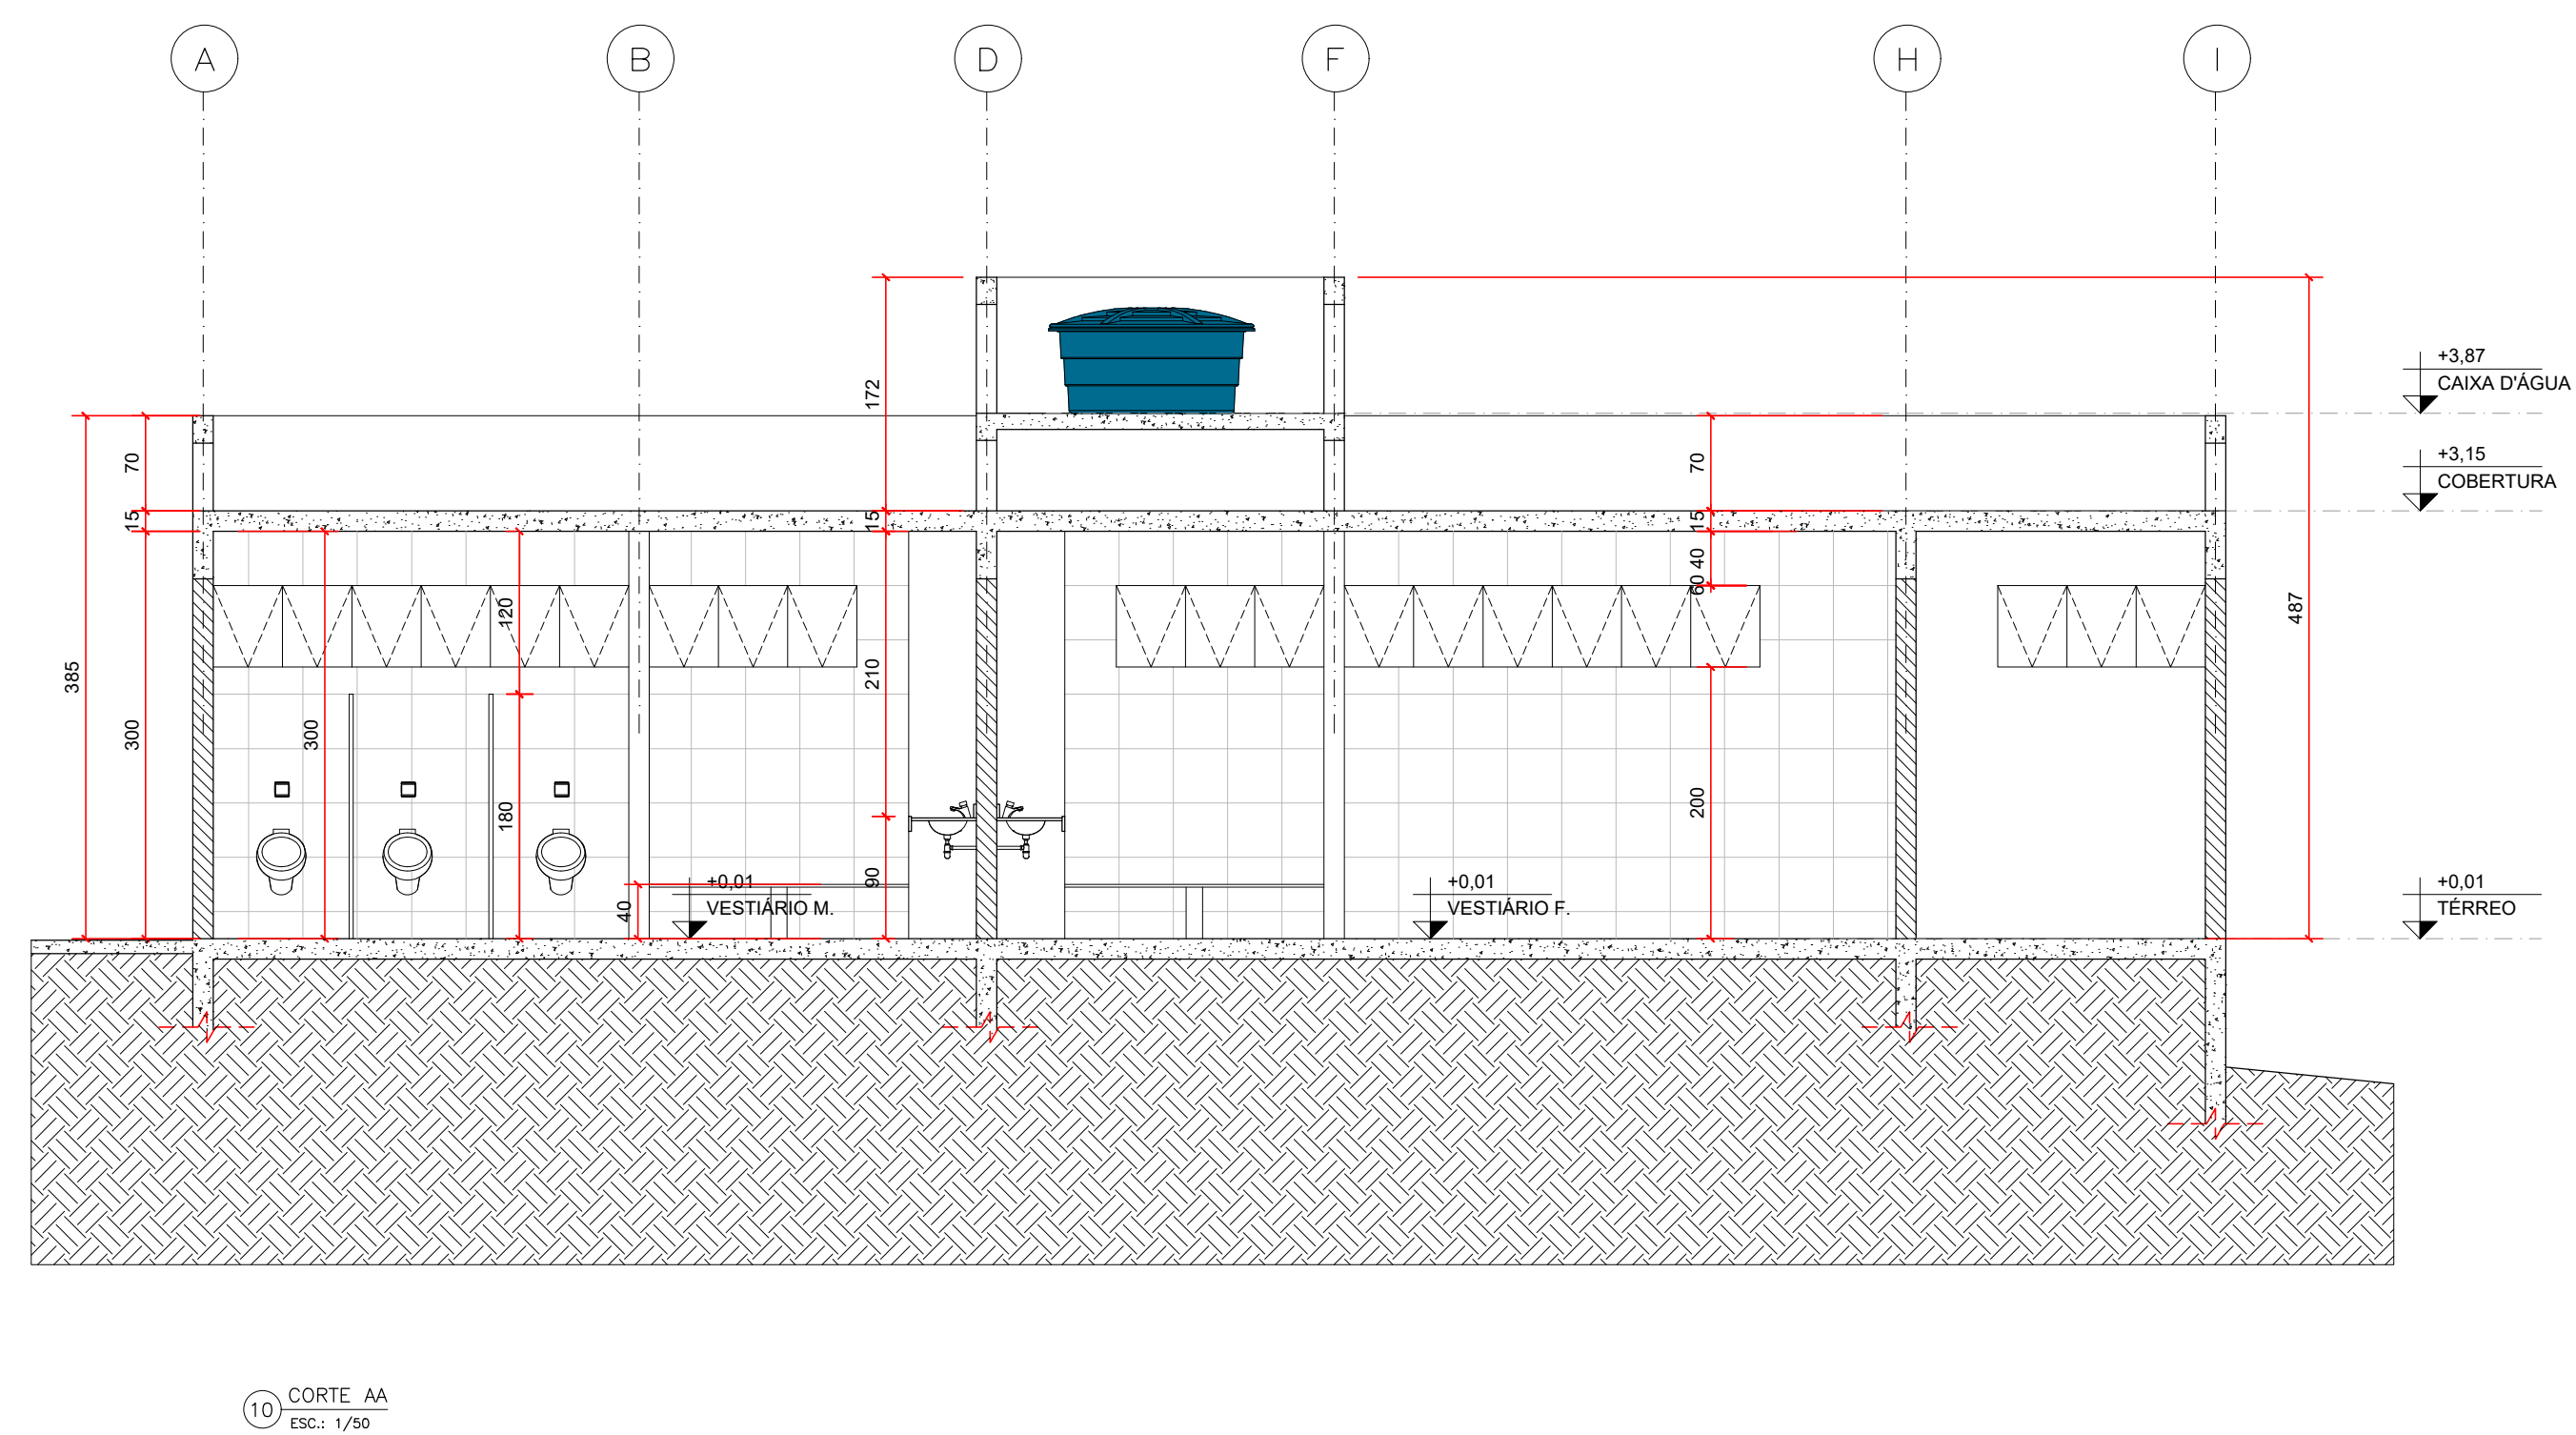 A
B
D
F
H
I
+3,87
CAIXA D'ÁGUA
172
+3,15
COBERTURA
70
70
15
15
15
40
60
120
487
385
210
300
300
200
180
90
+0,01
VESTIÁRIO M.
40
+0,01
VESTIÁRIO F.
+0,01
TÉRREO
10
CORTE AA
ESC.: 1/50